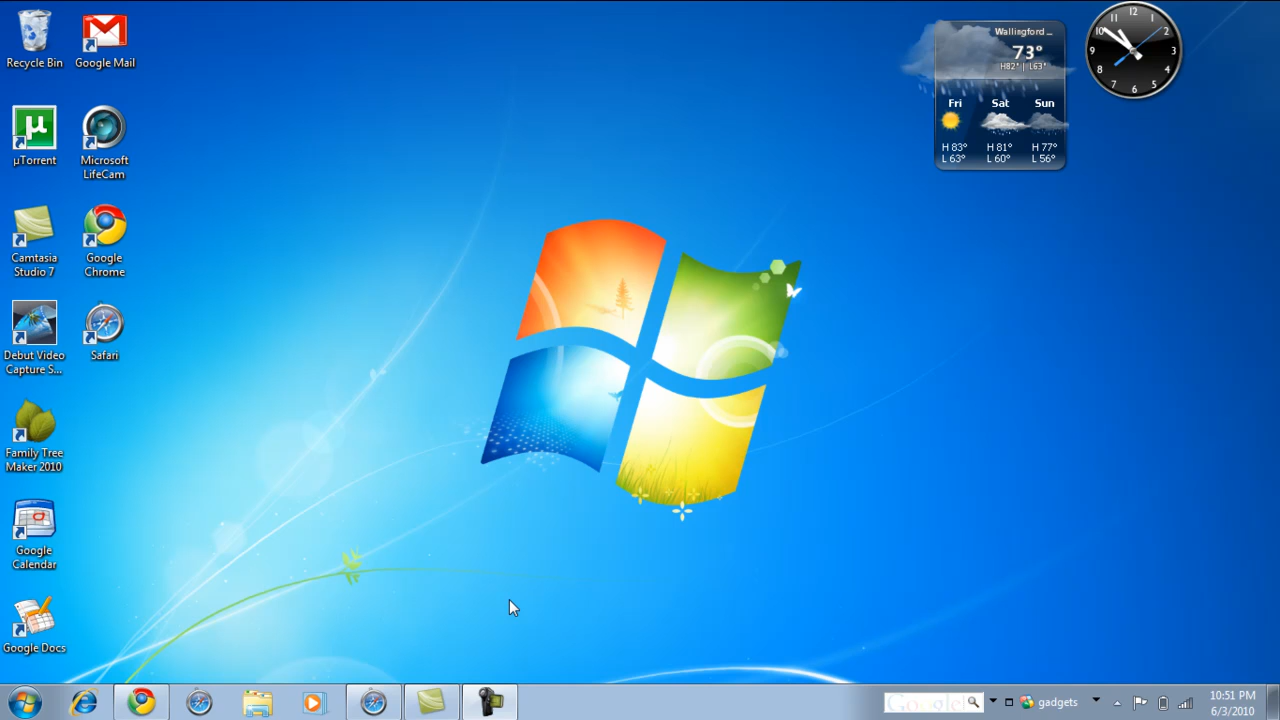 Recycle Bin
Google Mail
µTorrent
Microsoft
LifeCam
Camtasia
Studio 7
Google
Chrome
Debut Video
Capture S...
Safari
Family Tree
Maker 2010
Google
Calendar
Google Docs
Wallingford ...
73°
H82° | L63°
Fri
Sat
Sun
H 83°
H 81°
H 77°
L 63°
L 60°
L 56°
12
1
2
3
4
5
6
7
8
9
10
11
Google
gadgets
10:51 PM
6/3/2010